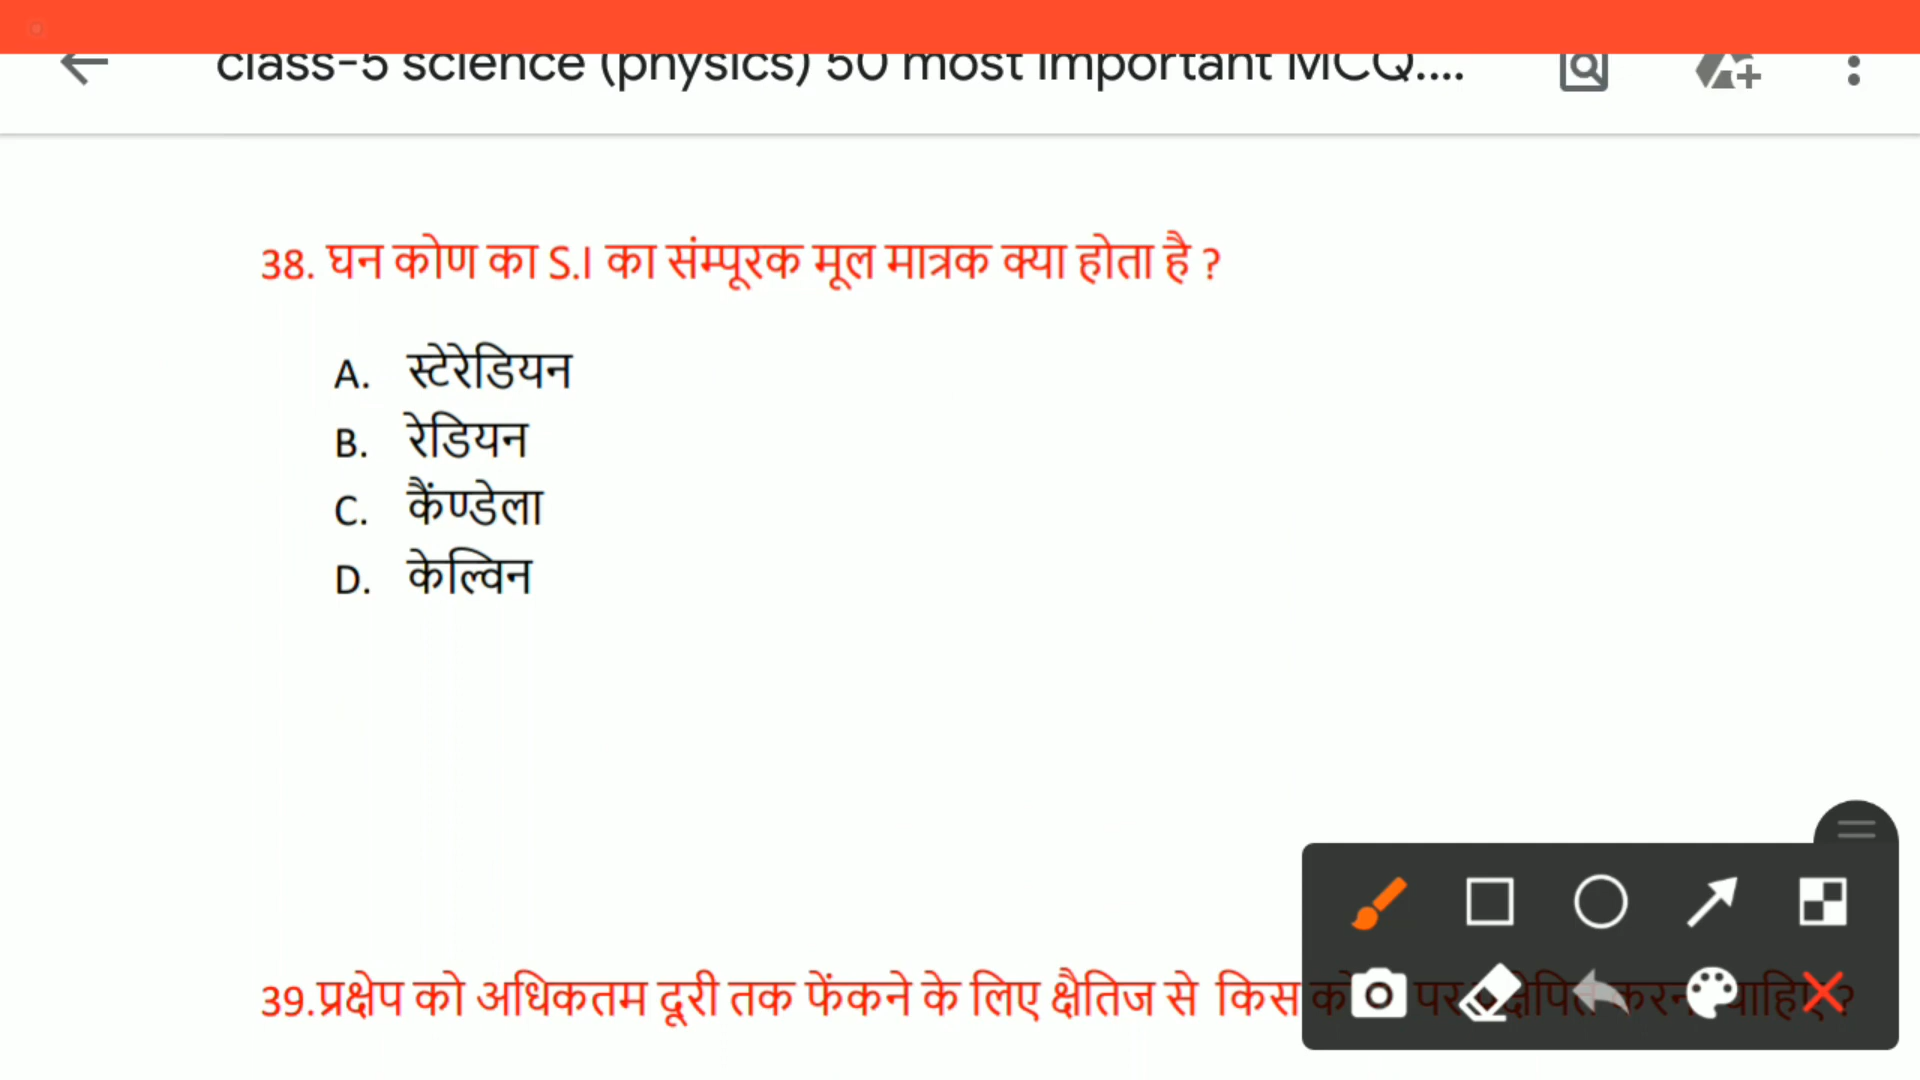 class-5 science (physics) 50 most important MCQ....
38. घन कोण का S.I का संम्पूरक मूल मात्रक क्या होता है ?
A. स्टेरेडियन
B. रेडियन
C. कैंण्डेला
D. केल्विन
39.प्रक्षेप को अधिकतम दूरी तक फेंकने के लिए क्षैतिज से किस पर ?